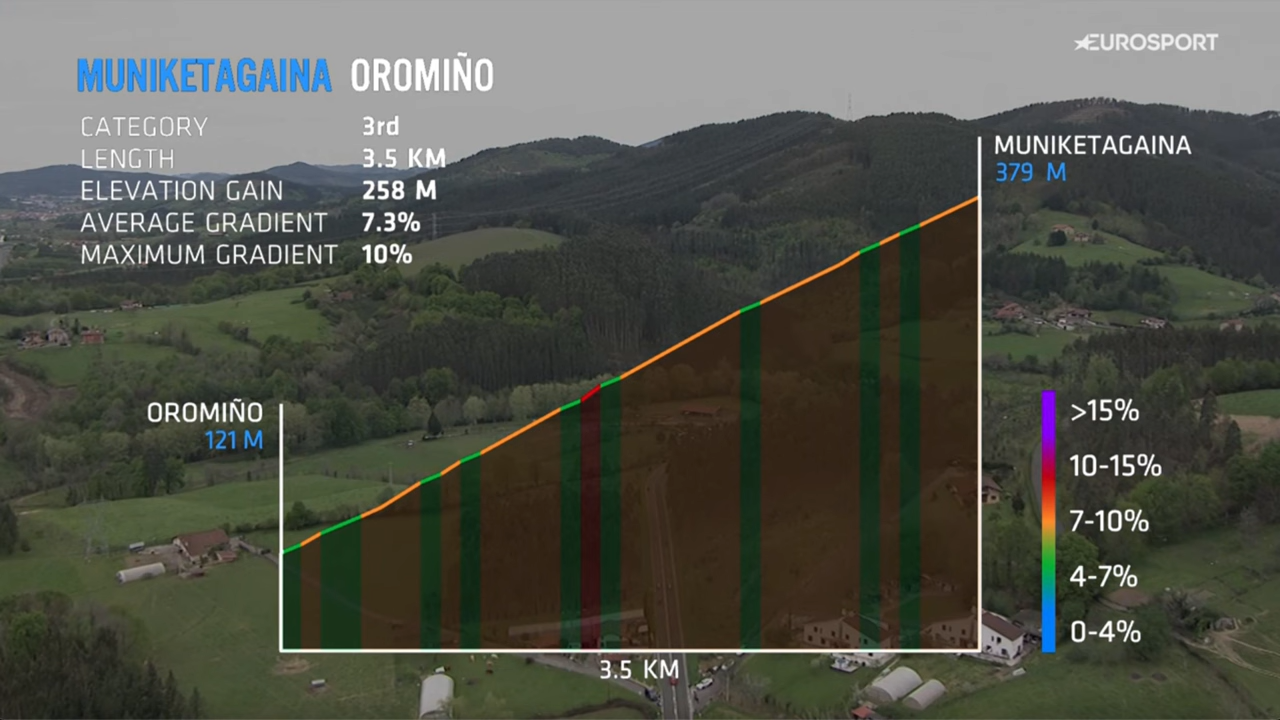 EUROSPORT
MUNIKETAGAINA OROMIÑO
CATEGORY 3rd
LENGTH 3.5 KM
ELEVATION GAIN 258 M
AVERAGE GRADIENT 7.3%
MAXIMUM GRADIENT 10%
MUNIKETAGAINA
379 M
OROMIÑO
121 M
>15%
10-15%
7-10%
4-7%
0-4%
3.5 KM